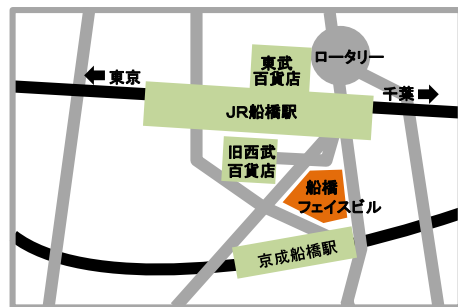 東武
百貨店
ロータリー
東京
千葉
JR船橋駅
旧西武
百貨店
船橋
フェイスビル
京成船橋駅